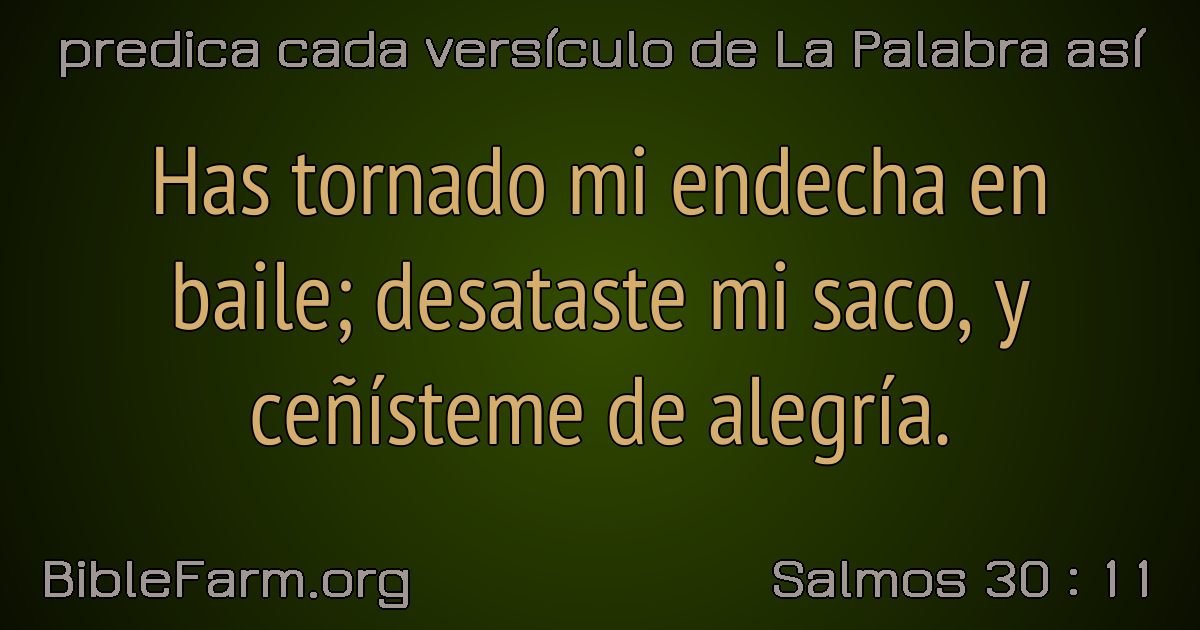 predica cada versículo de La Palabra así
Has tornado mi endecha en
baile; desataste mi saco, y
ceñísteme de alegría.
BibleFarm.org
Salmos 30 : 11